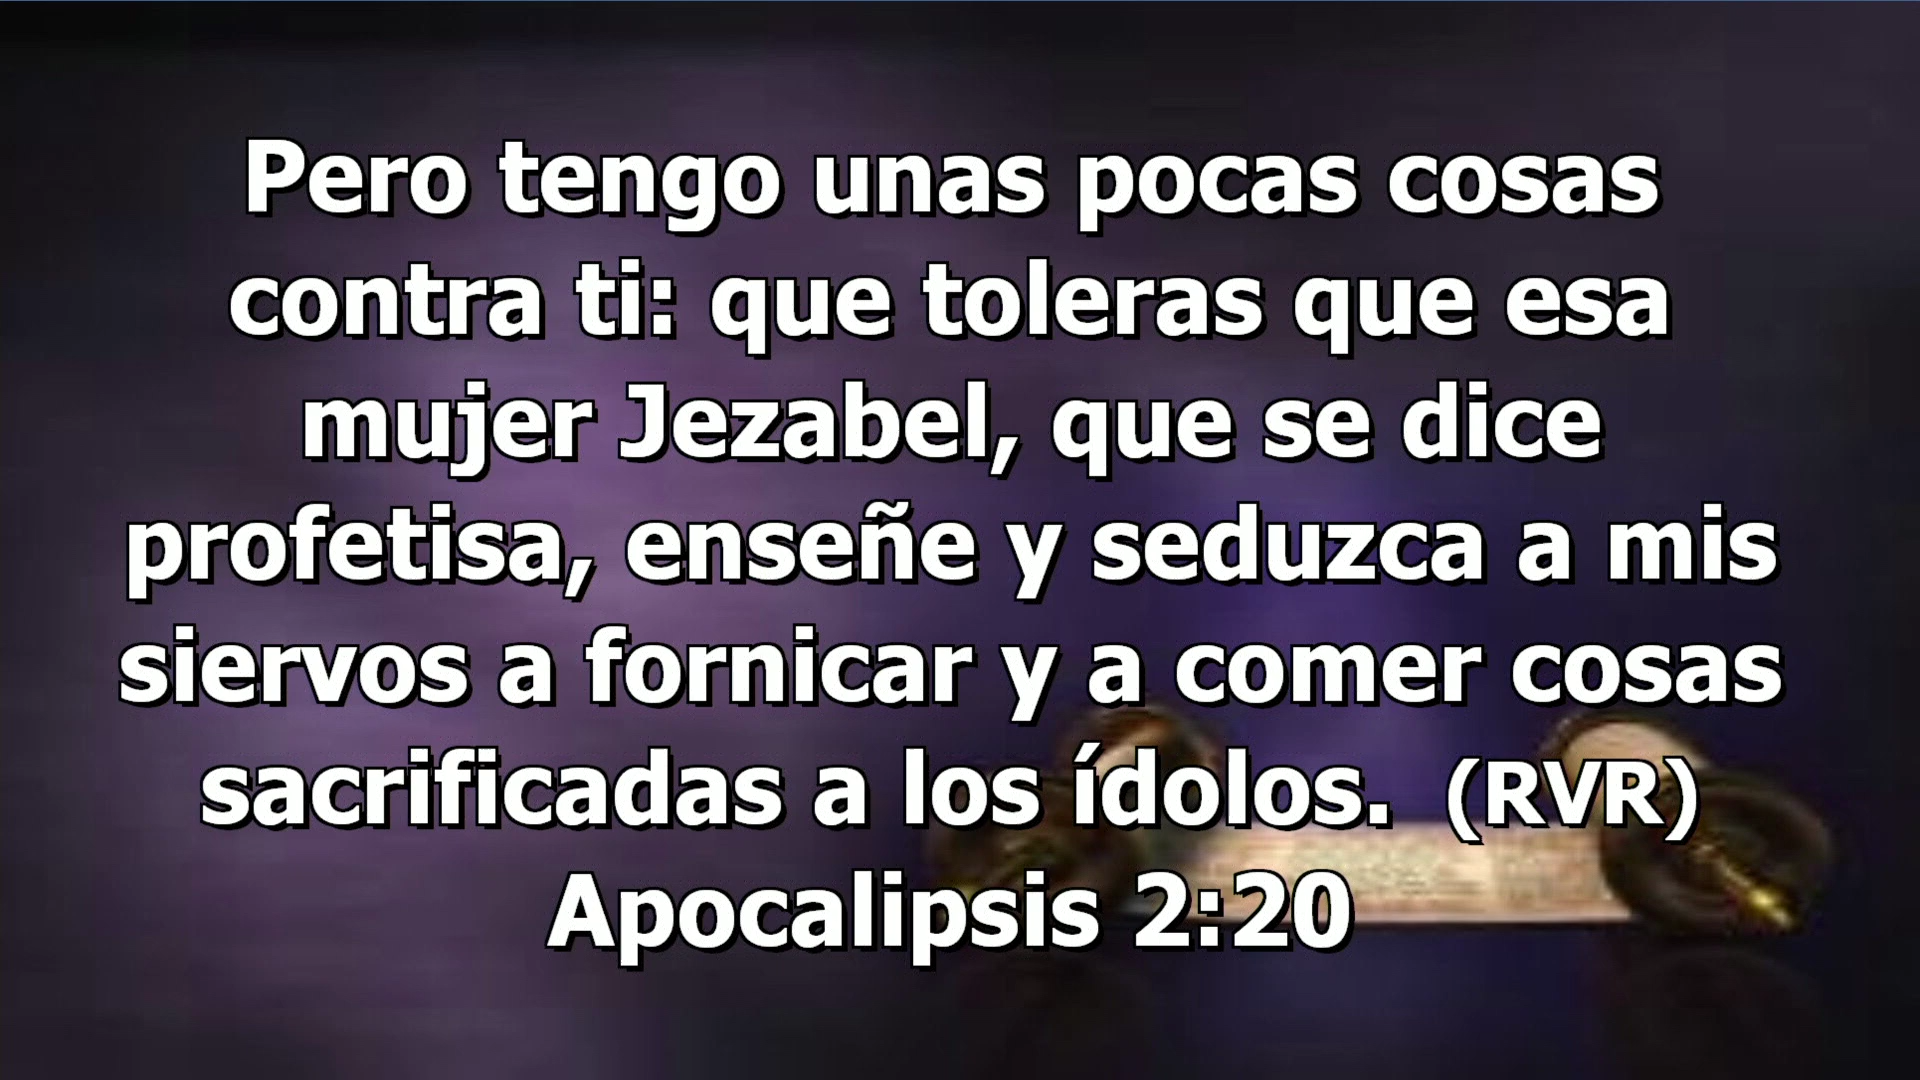 Pero tengo unas pocas cosas
contra ti: que toleras que esa
mujer Jezabel, que se dice
profetisa, enseñe y seduzca a mis
siervos a fornicar y a comer cosas
sacrificadas a los ídolos. (RVR)
Apocalipsis 2:20